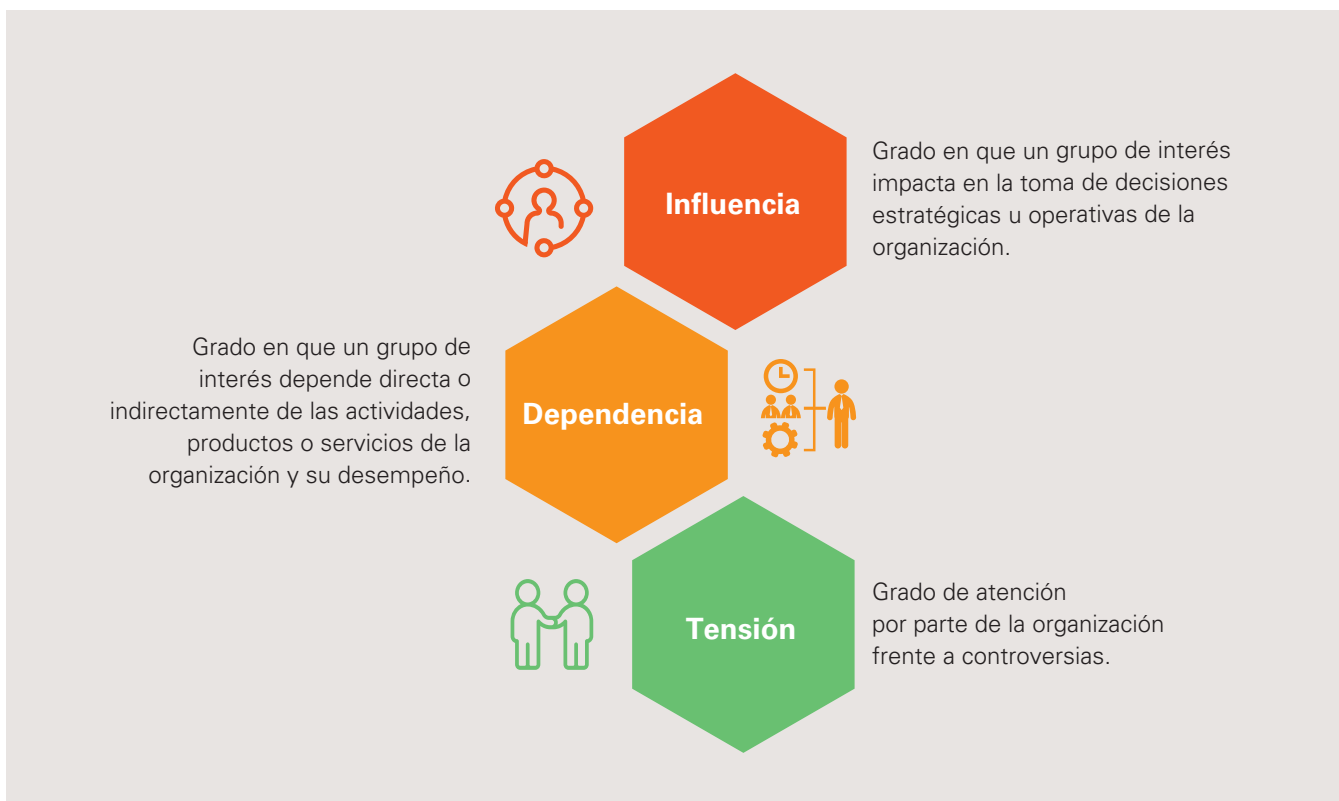 Influencia
Grado en que un grupo de interés
impacta en la toma de decisiones
estratégicas u operativas de la
organización.
Grado en que un grupo de
interés depende directa o
indirectamente de las actividades,
productos o servicios de la
organización y su desempeño.
Dependencia
Tensión
Grado de atención
por parte de la organización
frente a controversias.